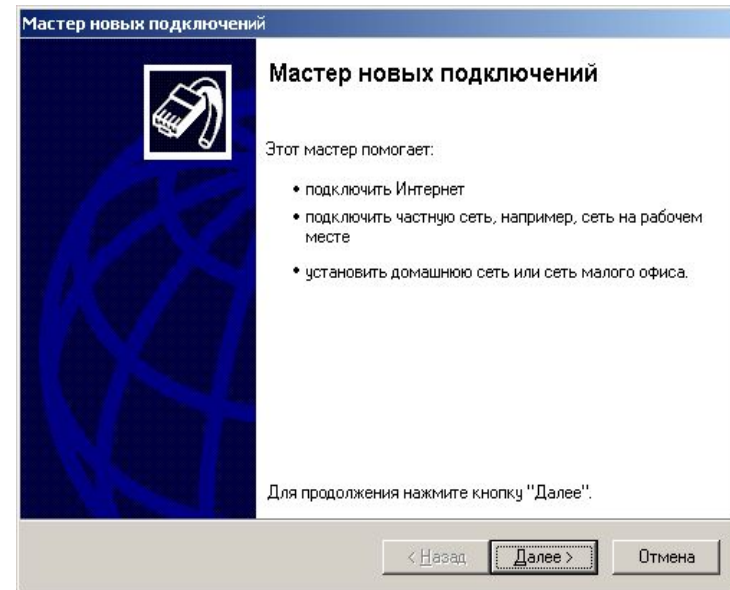 Мастер новых подключений
Мастер новых подключений
Этот мастер помогает:
• подключить Интернет
• подключить частную сеть, например, сеть на рабочем
месте
• установить домашнюю сеть или сеть малого офиса.
Для продолжения нажмите кнопку "Далее".
< Назад
Далее >
Отмена